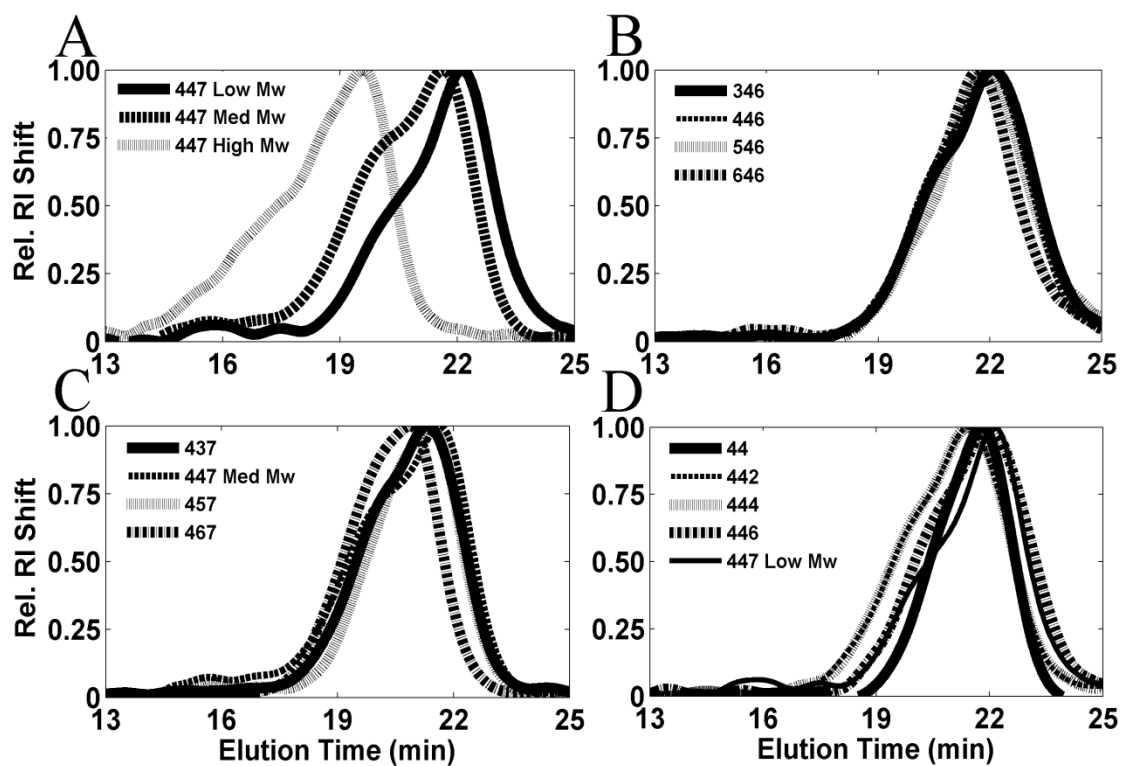 A
B
1.00
0.75
0.50
0.25
0
Rel. RI Shift
447 Low Mw
447 Med Mw
447 High Mw
13 16 19 22 25
1.00
0.75
0.50
0.25
0
346
446
546
646
13 16 19 22 25
C
D
1.00
0.75
0.50
0.25
0
Rel. RI Shift
437
447 Med Mw
457
467
13 16 19 22 25
Elution Time (min)
1.00
0.75
0.50
0.25
0
44
442
444
446
447 Low Mw
13 16 19 22 25
Elution Time (min)